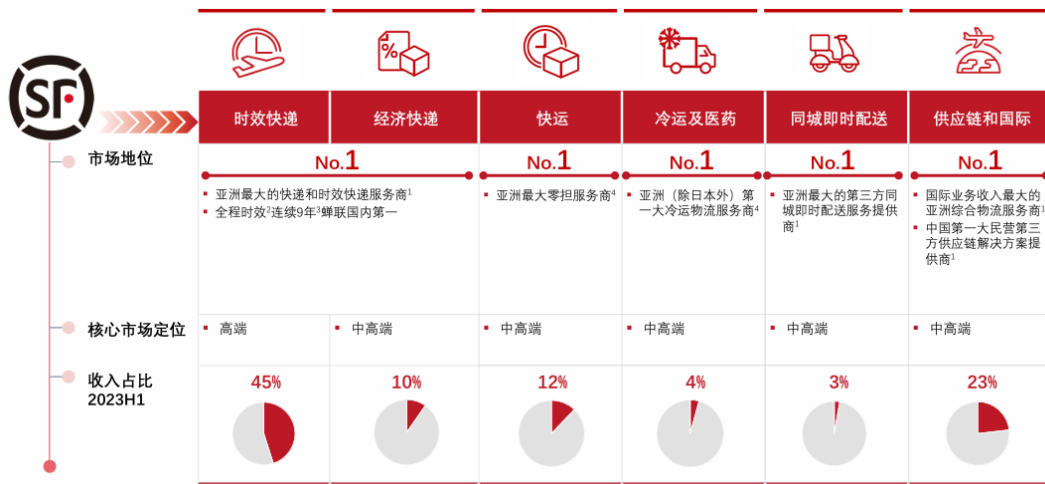 SF
%
时效快递
经济快递
快运
冷运及医药
同城即时配送
供应链和国际
市场地位
No.1
No.1
No.1
No.1
No.1
▪ 亚洲最大的快递和时效快递服务商1
▪ 全程时效2连续9年3蝉联国内第一
▪ 亚洲最大零担服务商4
▪ 亚洲（除日本外）第
一大冷运物流服务商4
▪ 亚洲最大的第三方同
城即时配送服务提供
商1
▪ 国际业务收入最大的
亚洲综合物流服务商1
▪ 中国第一大民营第三
方供应链解决方案提
供商1
核心市场定位
▪ 高端
▪ 中高端
▪ 中高端
▪ 中高端
▪ 中高端
▪ 中高端
收入占比
2023H1
45%
10%
12%
4%
3%
23%